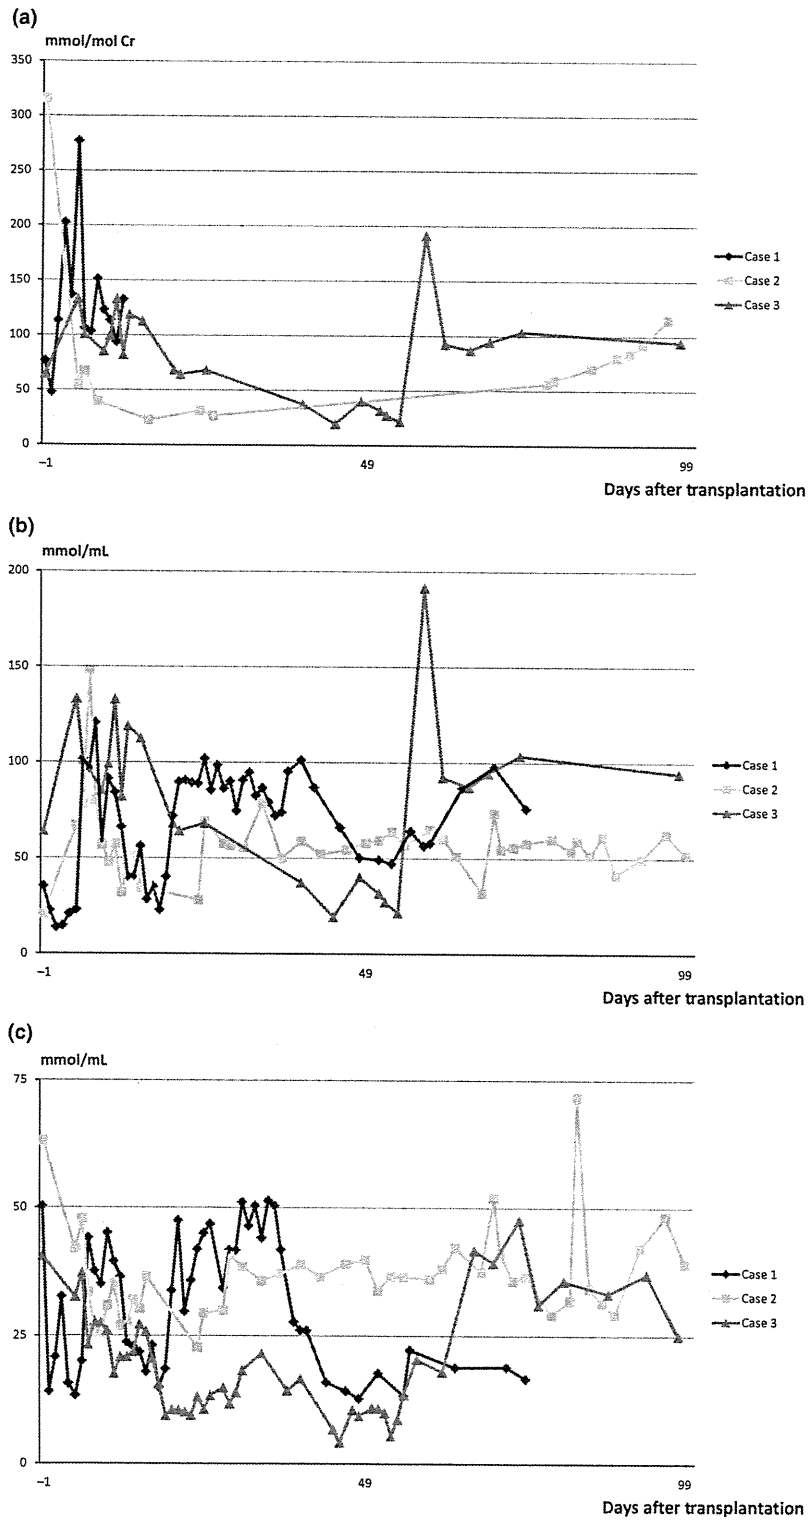 (a)
mmol/mol Cr
350
300
250
200
150
100
50
0
–1
49
99
Days after transplantation
Case 1
Case 2
Case 3
(b)
mmol/mL
200
150
100
50
0
–1
49
99
Days after transplantation
Case 1
Case 2
Case 3
(c)
mmol/mL
75
50
25
0
–1
49
99
Days after transplantation
Case 1
Case 2
Case 3